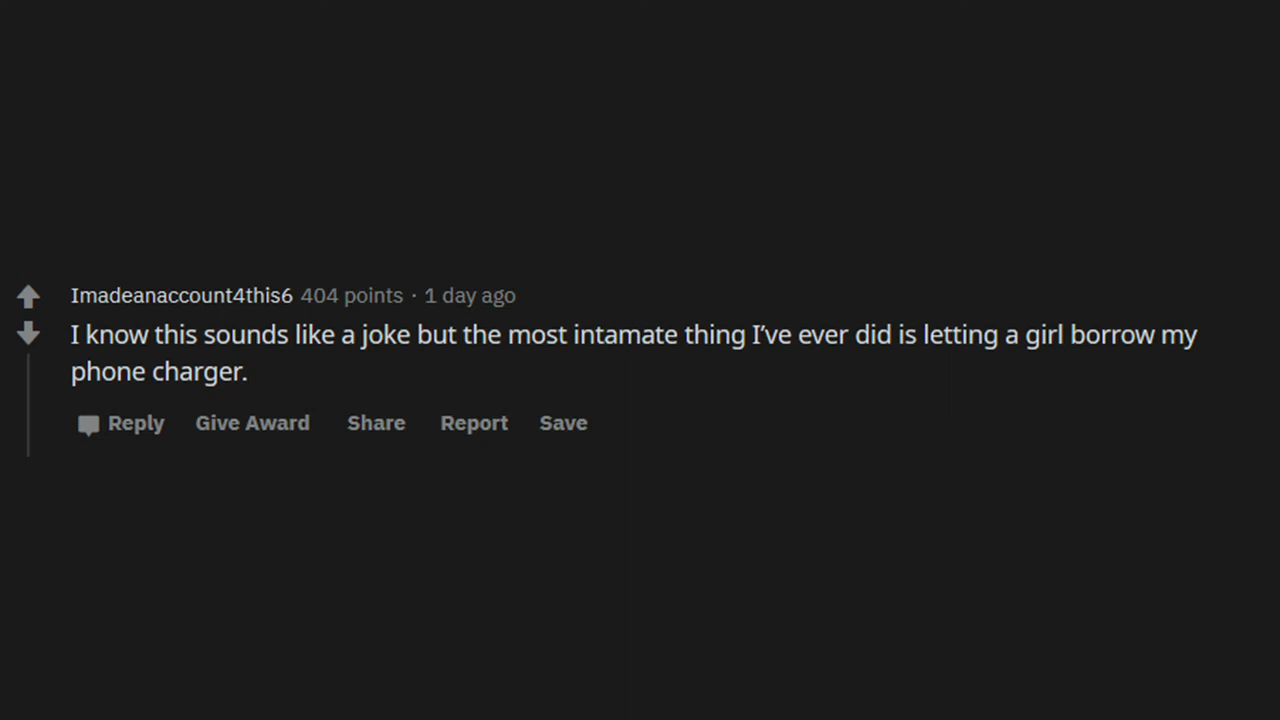 Imadeanaccount4this6 404 points · 1 day ago
I know this sounds like a joke but the most intamate thing I’ve ever did is letting a girl borrow my
phone charger.
Reply Give Award Share Report Save